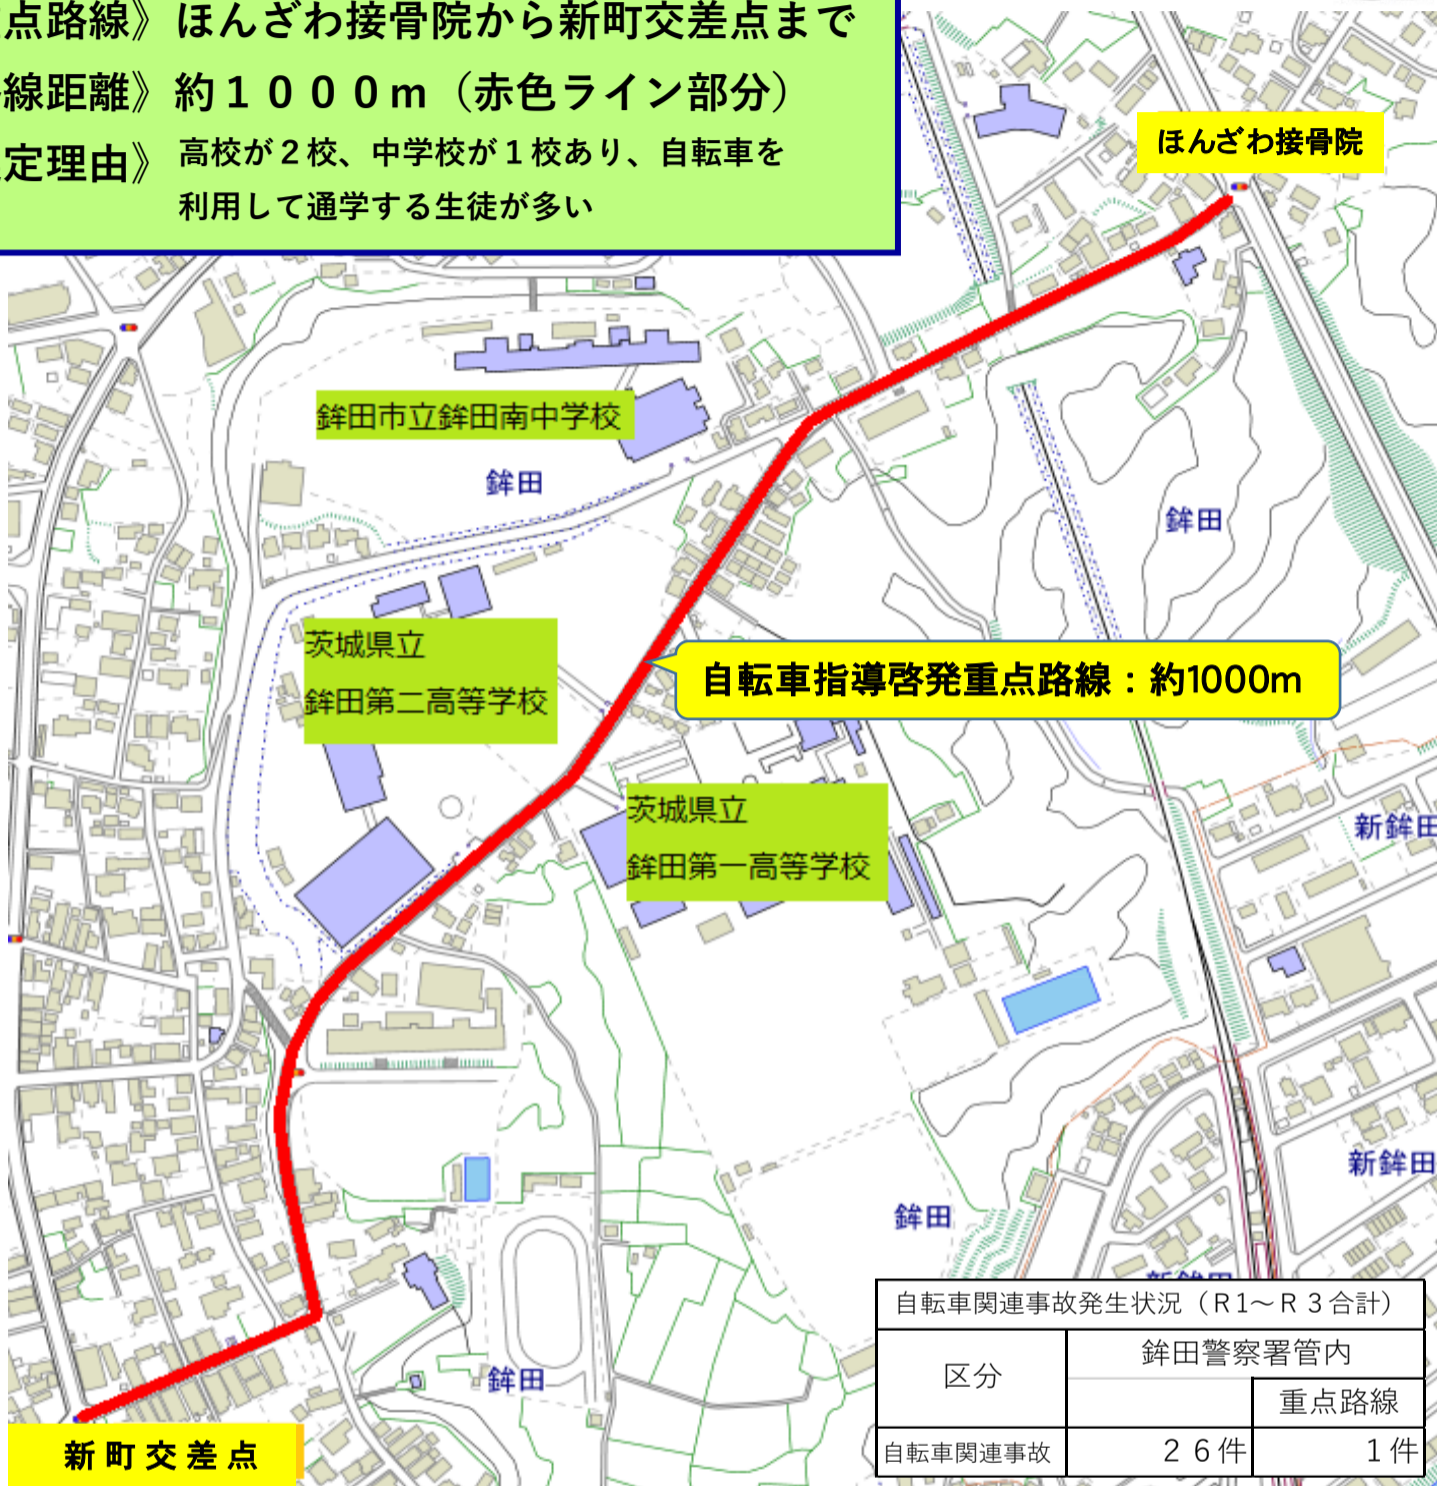 点路線》ほんざわ接骨院から新町交差点まで
線距離》約１０００ｍ（赤色ライン部分）
定理由》高校が２校、中学校が１校あり、自転車を
利用して通学する生徒が多い
ほんざわ接骨院
鉾田市立鉾田南中学校
鉾田
鉾田
茨城県立
鉾田第二高等学校
自転車指導啓発重点路線：約1000m
茨城県立
鉾田第一高等学校
新鉾田
新鉾田
鉾田
新鉾田
鉾田
新町交差点
自転車関連事故発生状況（Ｒ1～Ｒ３合計）
区分
鉾田警察署管内
重点路線
自転車関連事故
２６件
１件